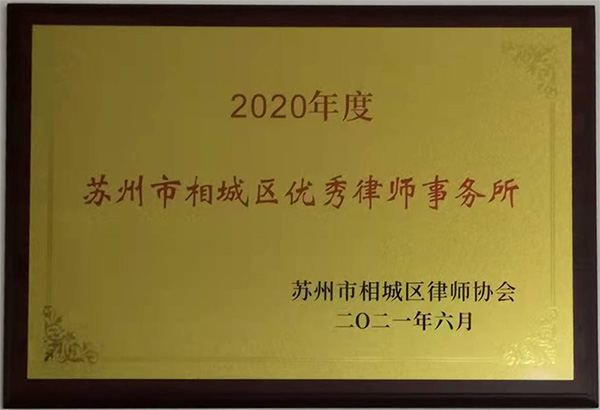 2020年度
苏州市相城区优秀律师事务所
苏州市相城区律师协会
二〇二一年六月